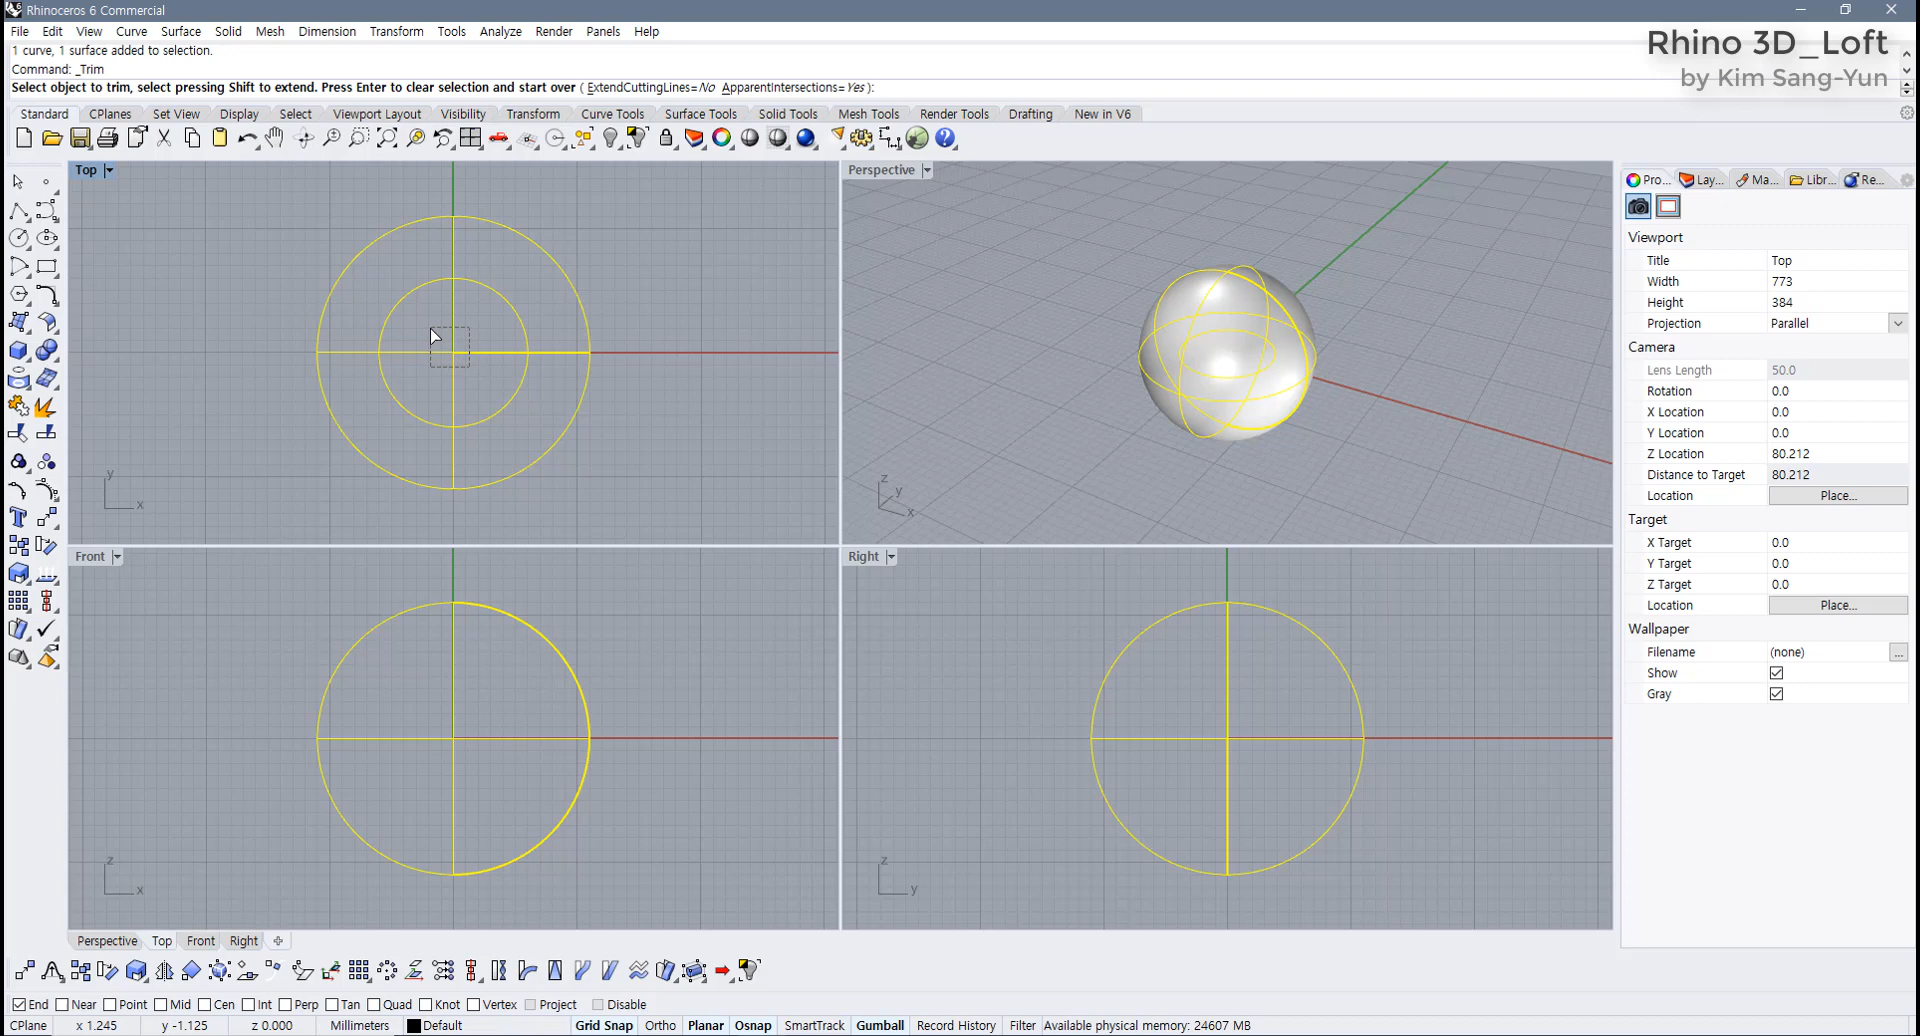 Rhinoceros 6 Commercial
File Edit View Curve Surface Solid Mesh Dimension Transform Tools Analyze Render Panels Help
Rhino 3D_Loft
by Kim Sang-Yun
1 curve, 1 surface added to selection.
Command: _Trim
Select object to trim, select pressing Shift to extend. Press Enter to clear selection and start over ( ExtendCuttingLines=No ApparentIntersections=Yes):
Standard CPlanes Set View Display Select Viewport Layout Visibility Transform Curve Tools Surface Tools Solid Tools Mesh Tools Render Tools Drafting New in V6
Top
y
x
Perspective
z
y
x
Front
z
x
Right
z
y
Pro... Lay... Ma... Libr... Re...
Viewport
Title Top
Width 773
Height 384
Projection Parallel
Camera
Lens Length 50.0
Rotation 0.0
X Location 0.0
Y Location 0.0
Z Location 80.212
Distance to Target 80.212
Location Place...
Target
X Target 0.0
Y Target 0.0
Z Target 0.0
Location Place...
Wallpaper
Filename (none) ...
Show
Gray
Perspective Top Front Right
End Near Point Mid Cen Int Perp Tan Quad Knot Vertex Project Disable
CPlane x 1.245 y -1.125 z 0.000 Millimeters Default Grid Snap Ortho Planar Osnap SmartTrack Gumball Record History Filter Available physical memory: 24607 MB